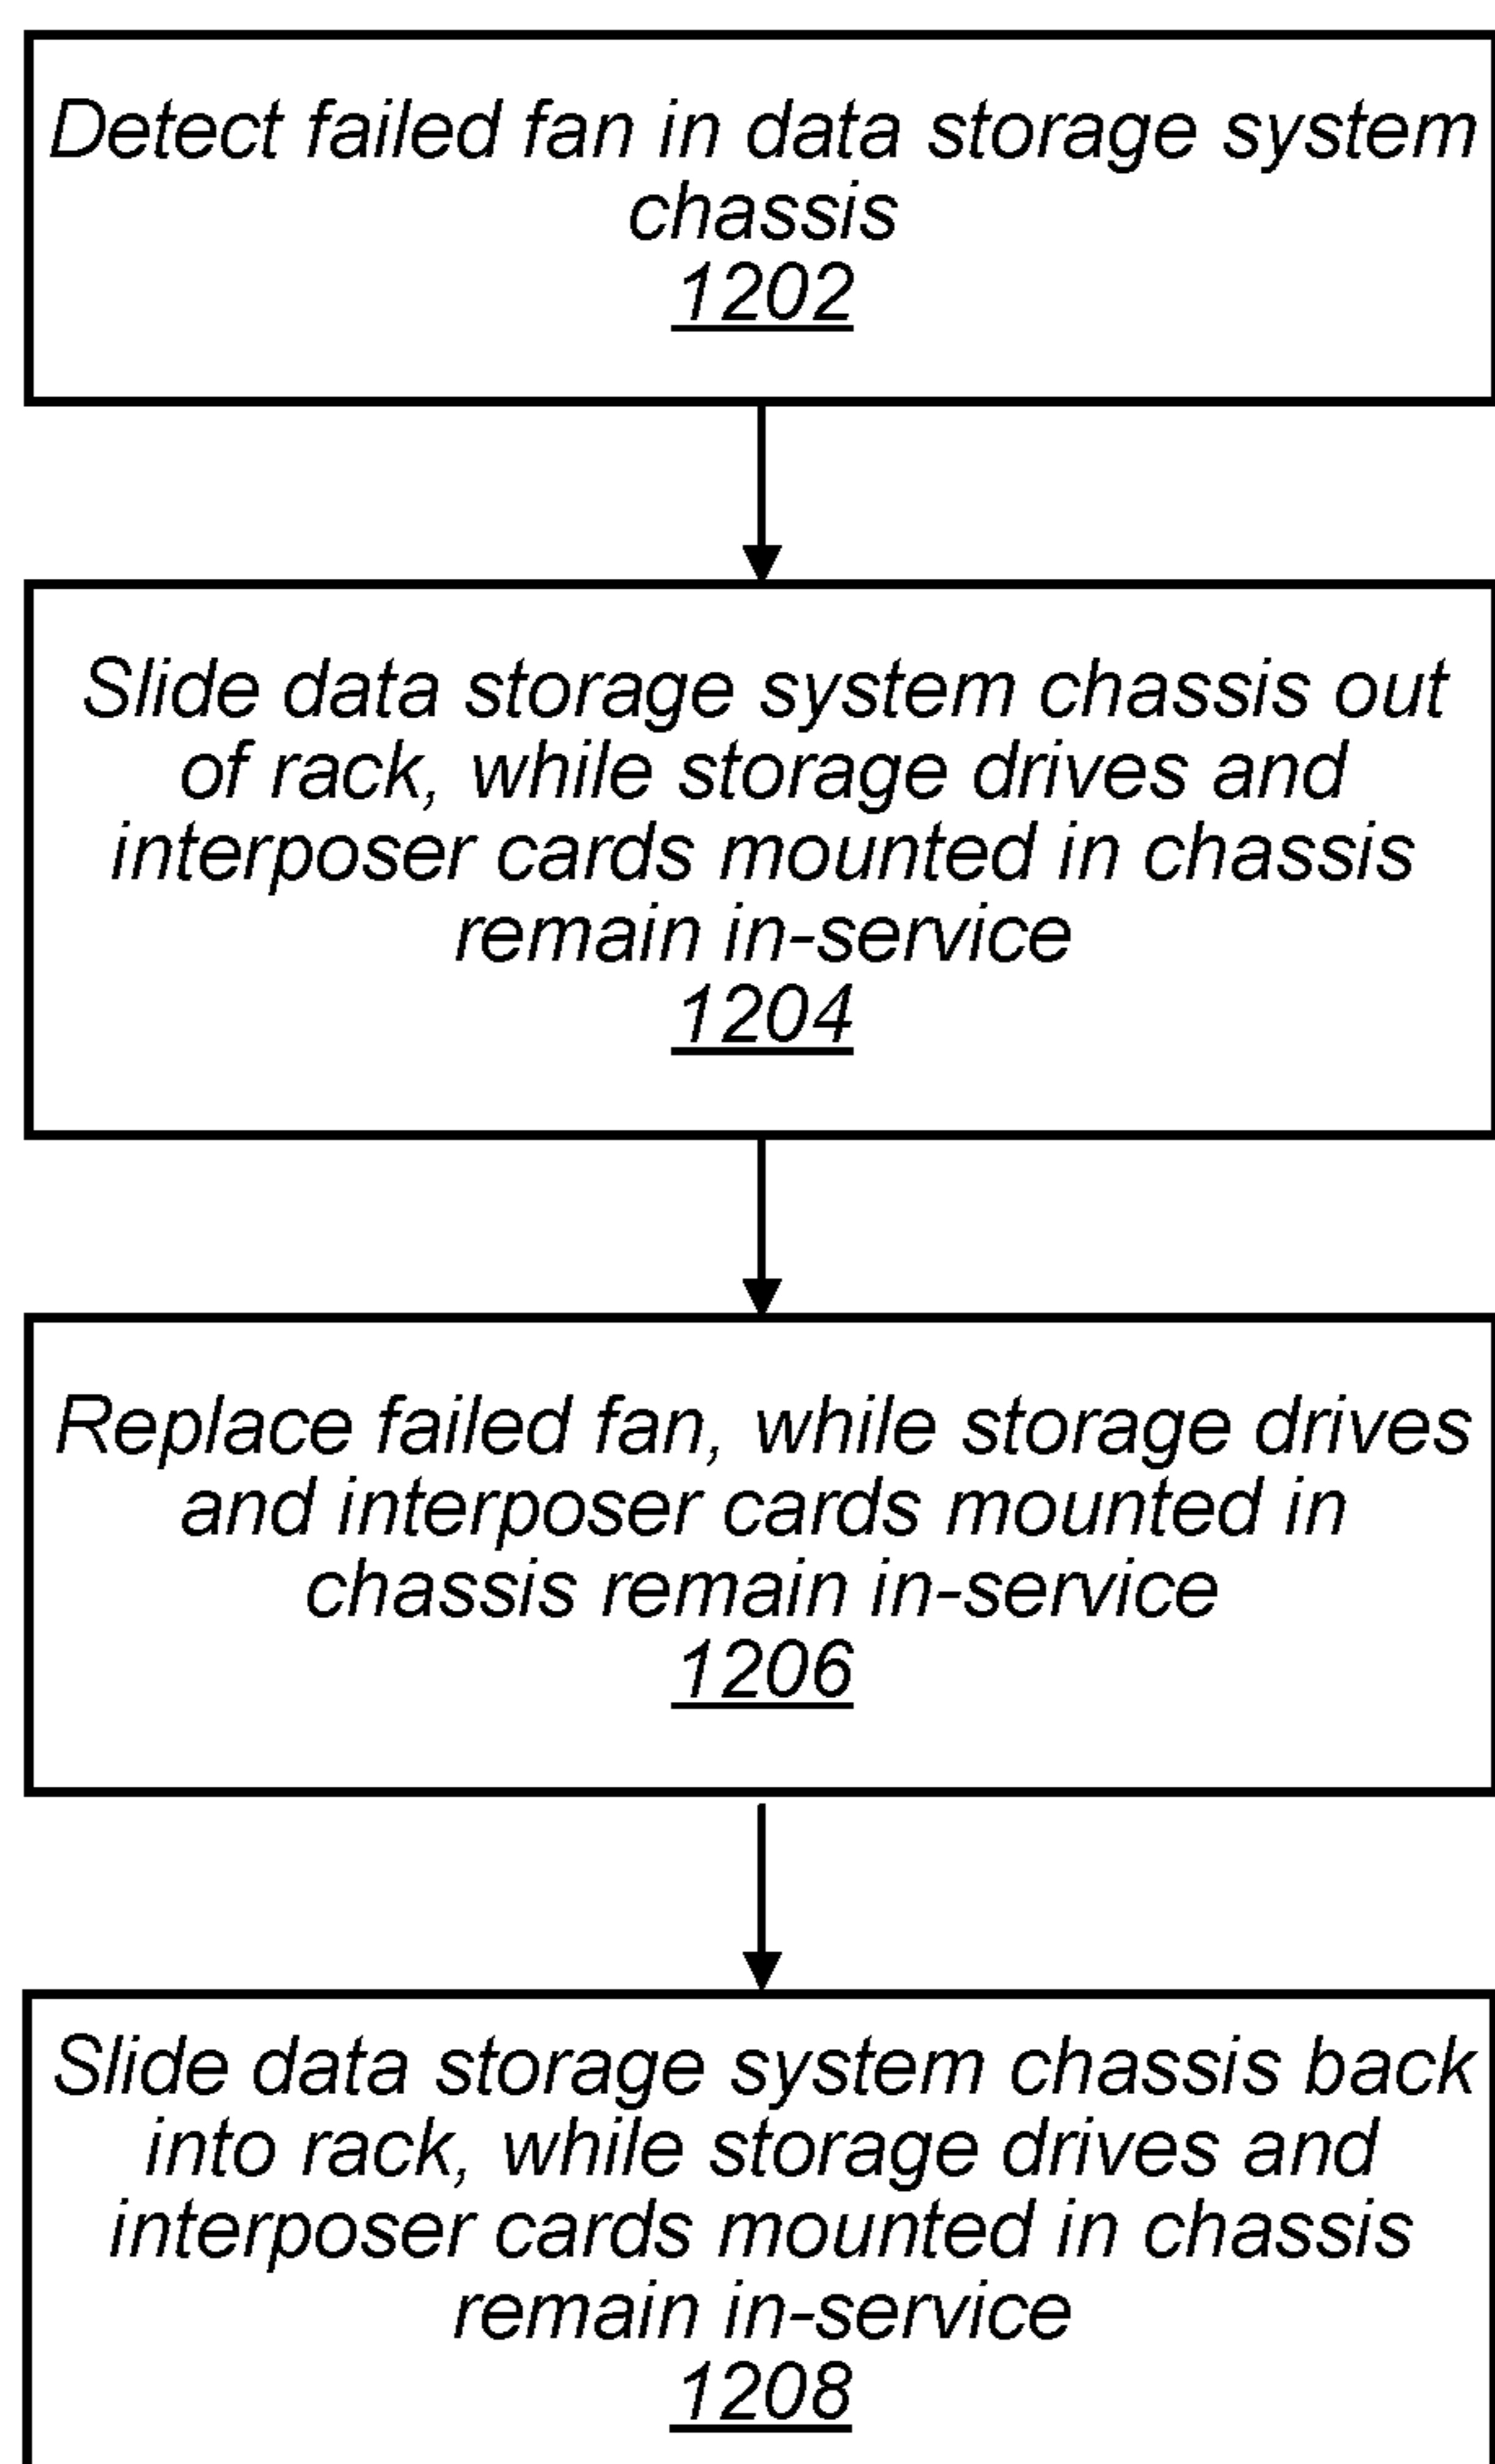 Detect failed fan in data storage system
chassis
1202
Slide data storage system chassis out
of rack, while storage drives and
interposer cards mounted in chassis
remain in-service
1204
Replace failed fan, while storage drives
and interposer cards mounted in
chassis remain in-service
1206
Slide data storage system chassis back
into rack, while storage drives and
interposer cards mounted in chassis
remain in-service
1208